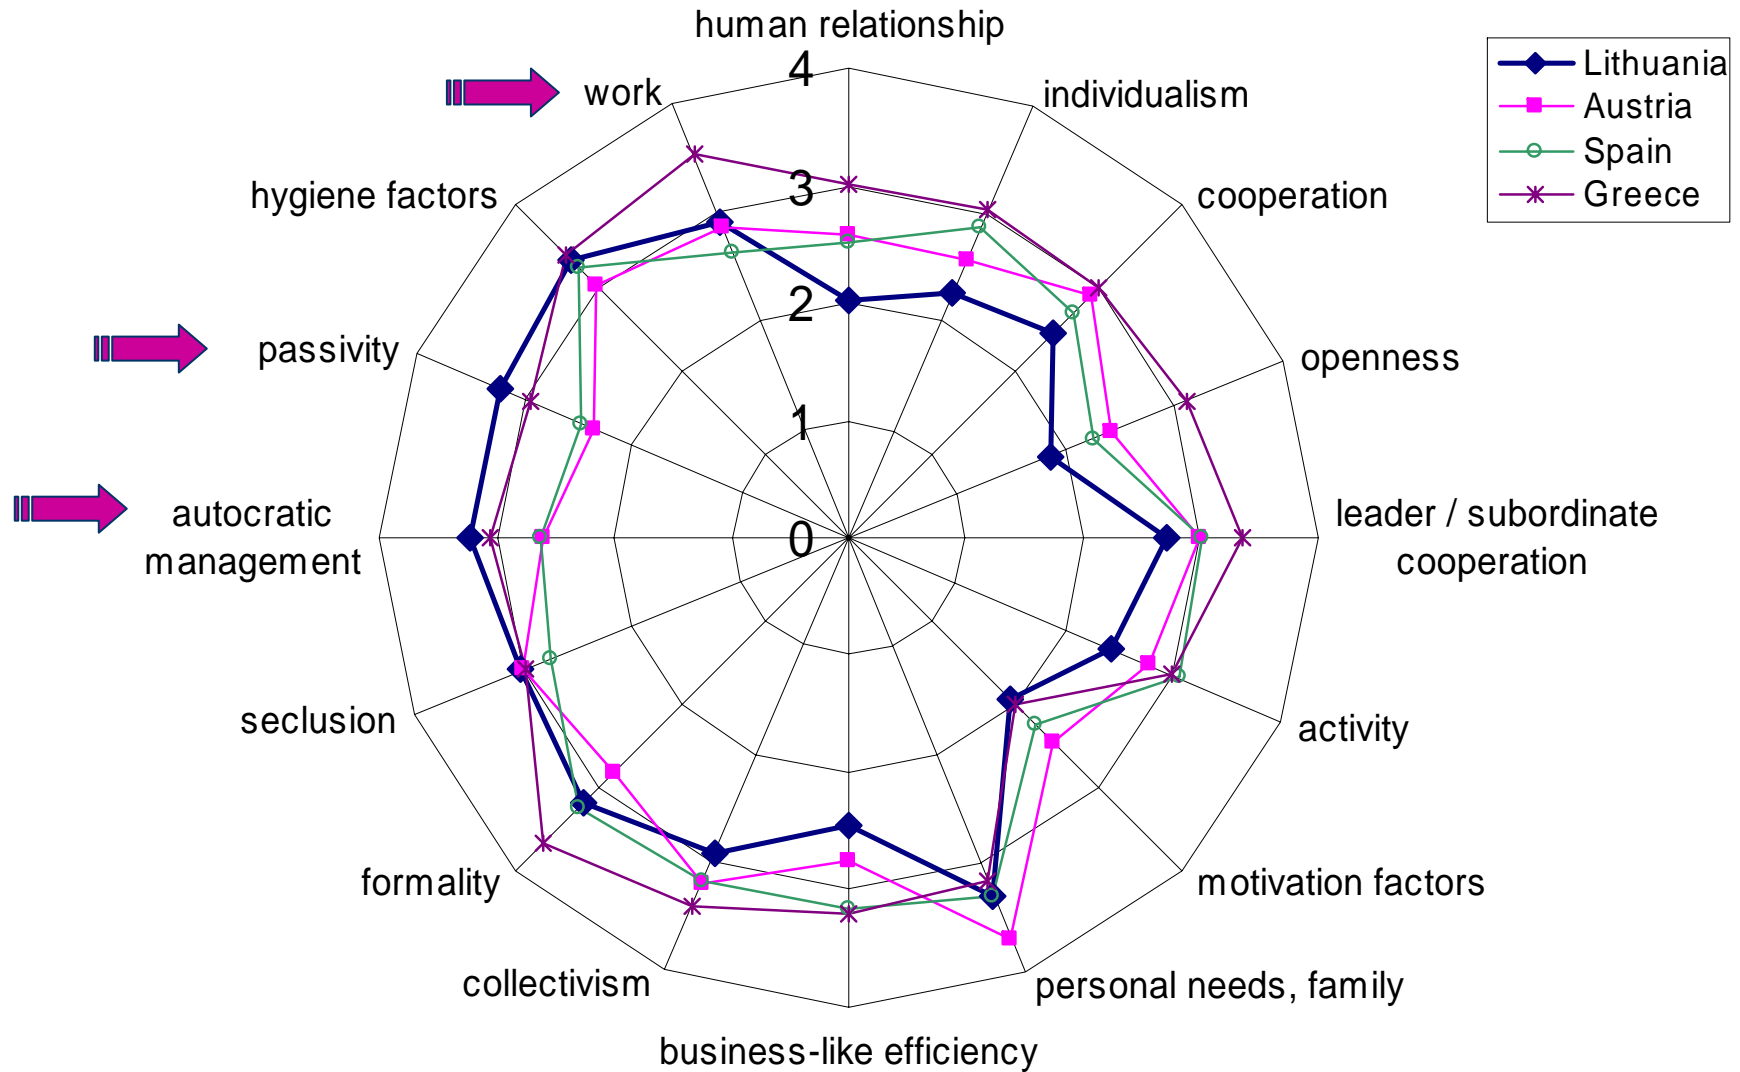 human relationship
4
work
individualism
Lithuania
Austria
Spain
Greece
3
hygiene factors
cooperation
2
passivity
openness
1
autocratic
management
0
leader / subordinate
cooperation
seclusion
activity
formality
motivation factors
collectivism
personal needs, family
business-like efficiency